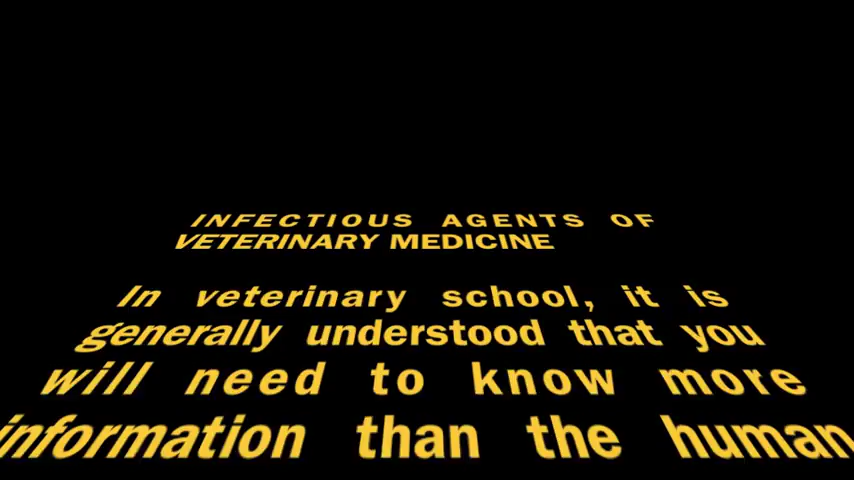 INFECTIOUS AGENTS OF
VETERINARY MEDICINE
In veterinary school, it is
generally understood that you
will need to know more
information than the human